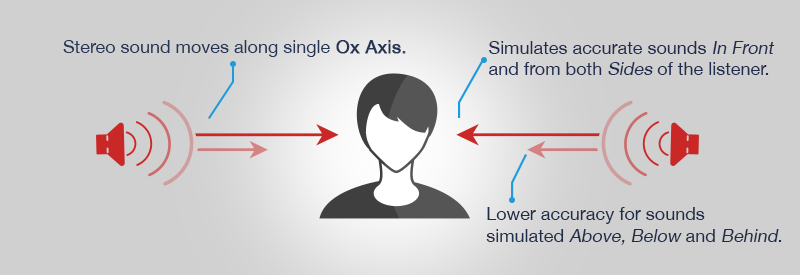 Stereo sound moves along single Ox Axis.
Simulates accurate sounds In Front
and from both Sides of the listener.
Lower accuracy for sounds
simulated Above, Below and Behind.